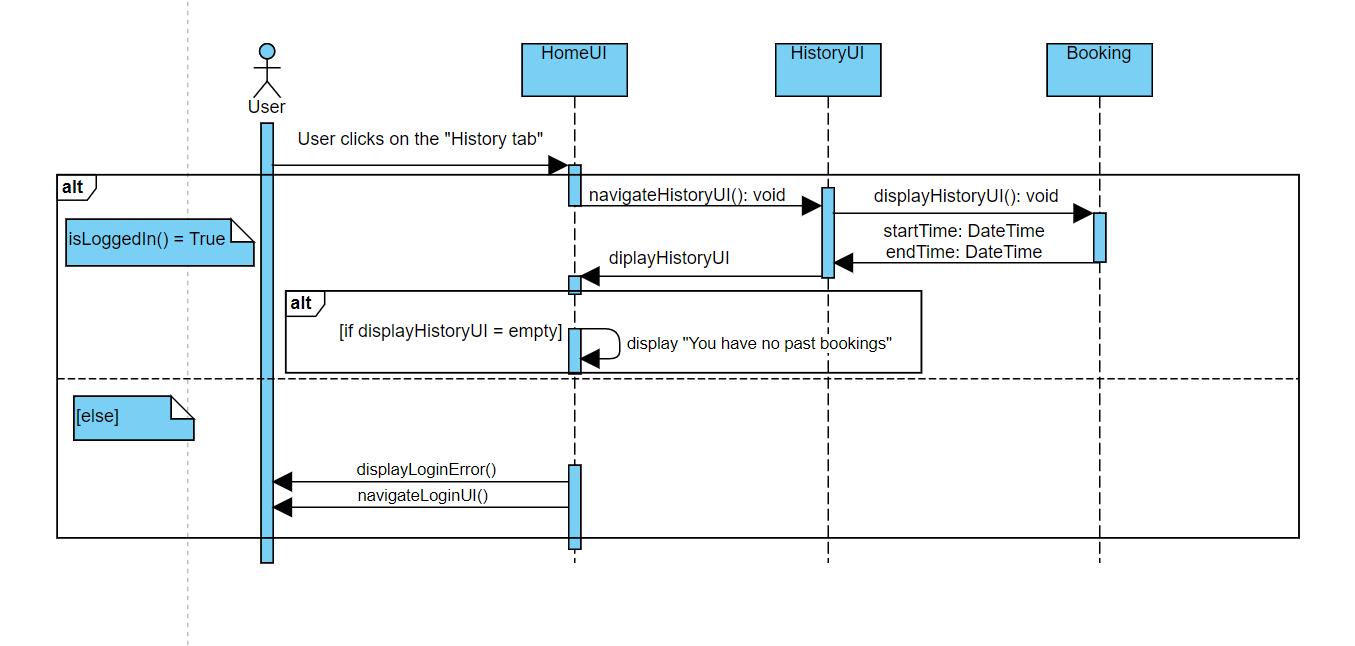 HomeUI
HistoryUI
Booking
User
User clicks on the "History tab"
alt
navigateHistoryUI(): void
displayHistoryUI(): void
isLoggedIn() = True
startTime: DateTime
endTime: DateTime
diplayHistoryUI
alt
[if displayHistoryUI = empty]
display "You have no past bookings"
[else]
displayLoginError()
navigateLoginUI()